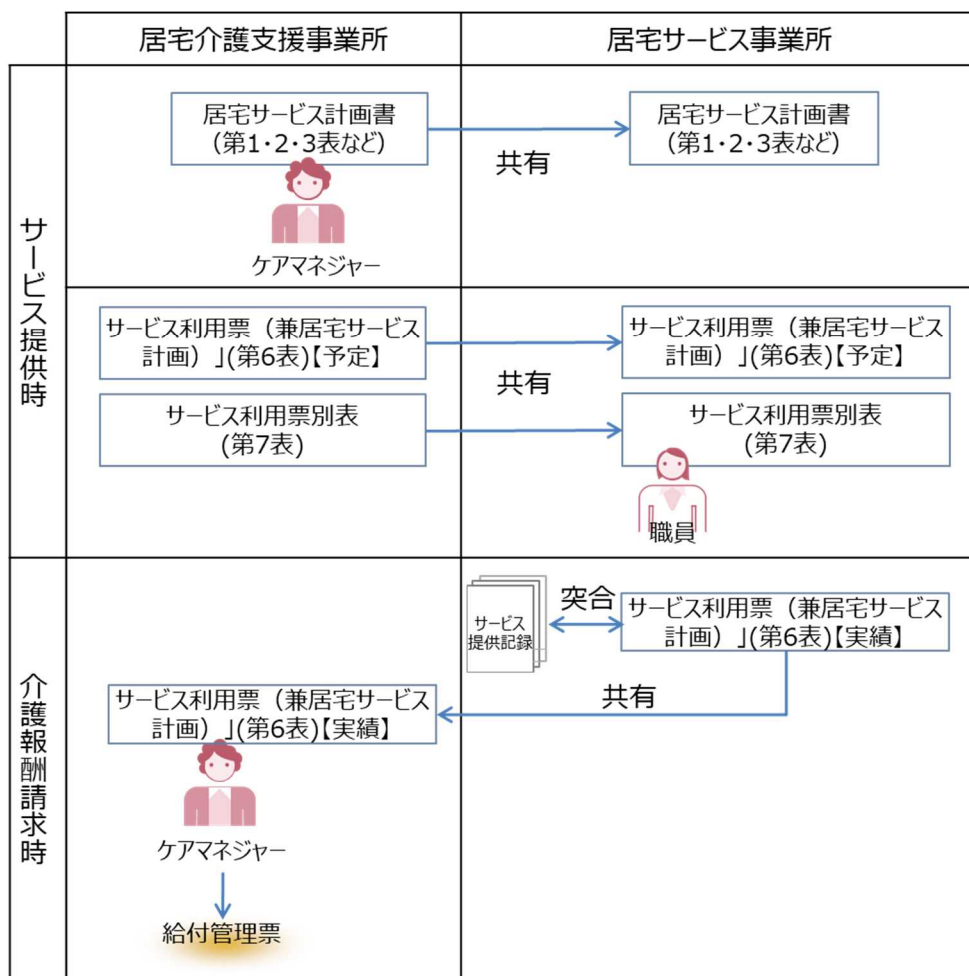 居宅介護支援事業所
居宅サービス事業所
サービス提供時
居宅サービス計画書
（第1・2・3表など）
共有
居宅サービス計画書
（第1・2・3表など）
ケアマネジャー
サービス利用票（兼居宅サービス
計画）」(第6表)【予定】
共有
サービス利用票（兼居宅サービス
計画）」(第6表)【予定】
サービス利用票別表
(第7表)
サービス利用票別表
(第7表)
職員
介護報酬請求時
サービス
提供記録
突合
サービス利用票（兼居宅サービス
計画）」(第6表)【実績】
共有
サービス利用票（兼居宅サービス
計画）」(第6表)【実績】
ケアマネジャー
給付管理票